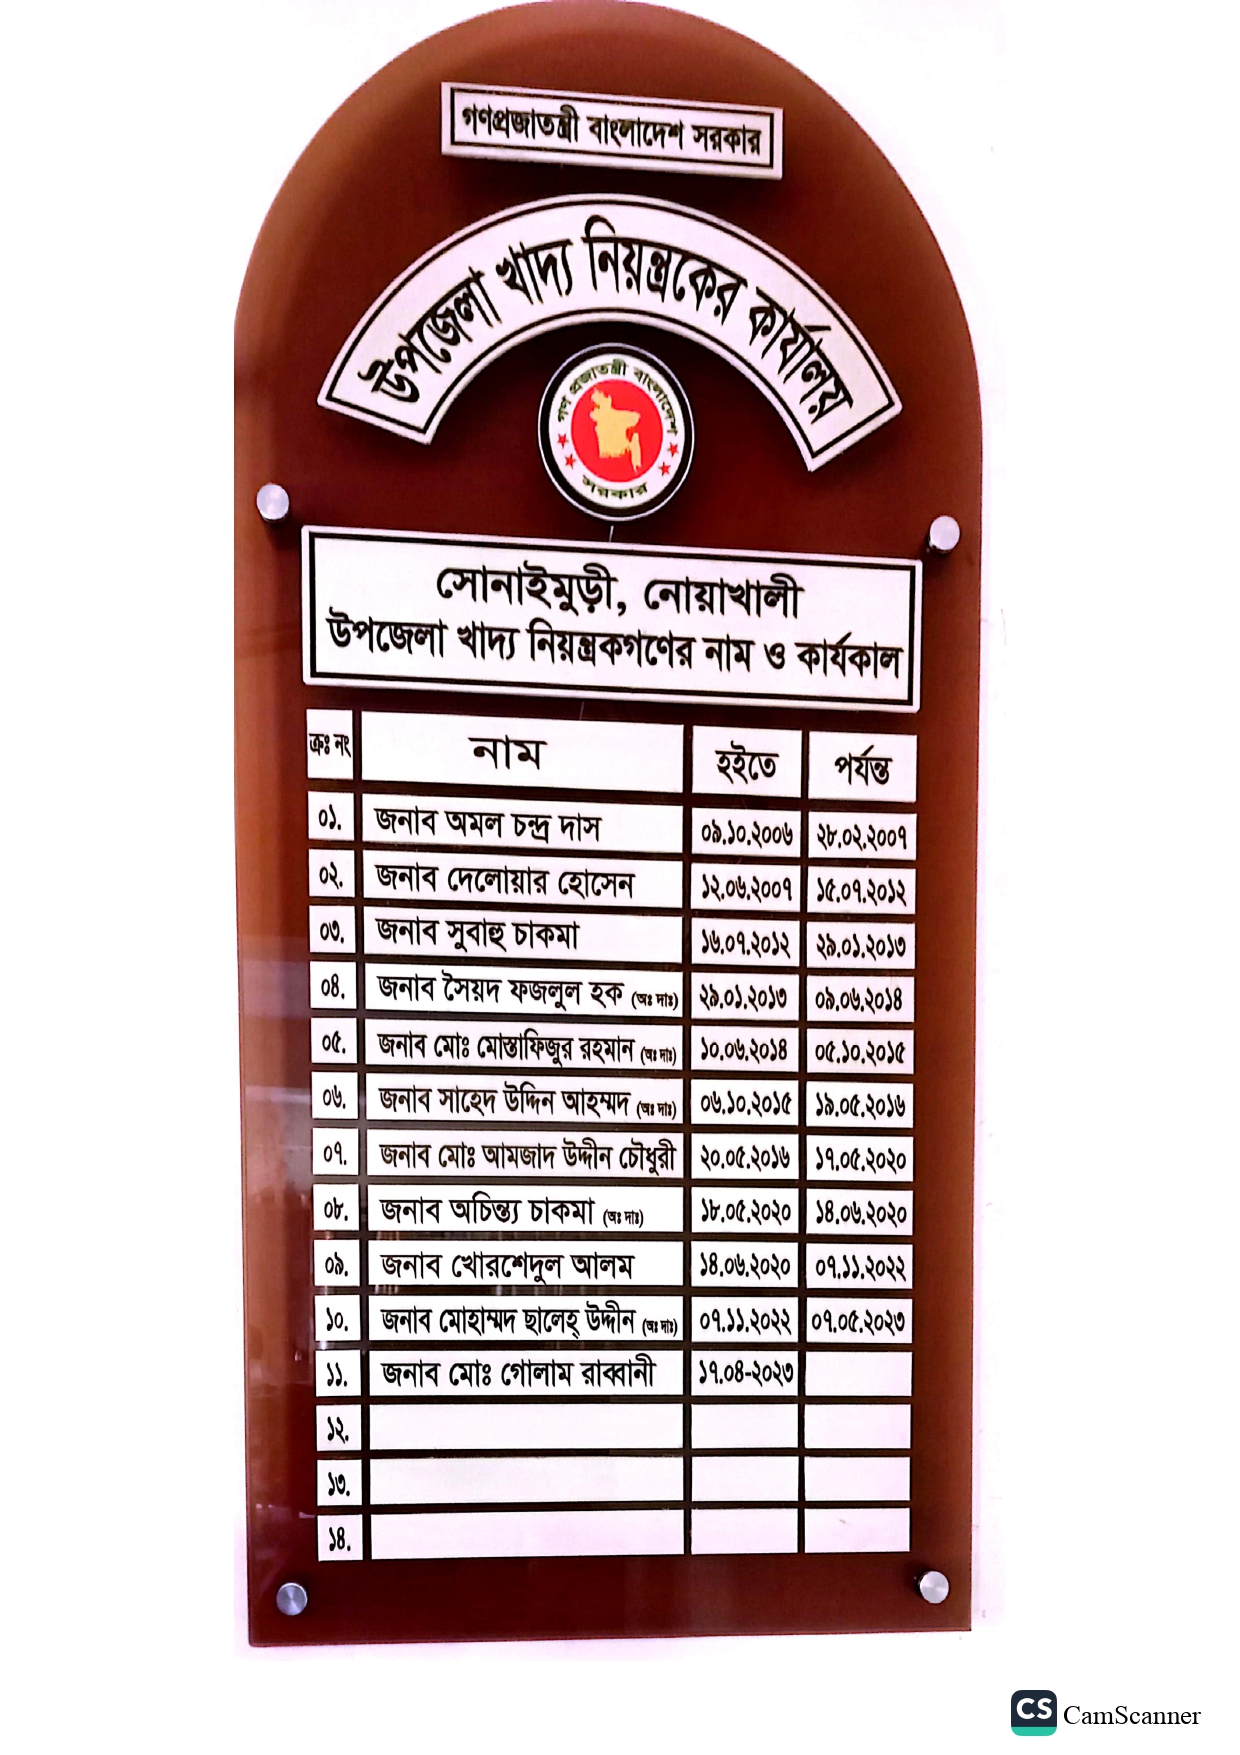 গণপ্রজাতন্ত্রী বাংলাদেশ সরকার
উপজেলা খাদ্য নিয়ন্ত্রকের কার্যালয়
গণ প্রজাতন্ত্রী বাংলাদেশ
সরকার
সোনাইমুড়ী, নোয়াখালী
উপজেলা খাদ্য নিয়ন্ত্রকগণের নাম ও কার্যকাল
ক্রঃ নং নাম হইতে পর্যন্ত
০১. জনাব অমল চন্দ্র দাস ০৯.১০.২০০৬ ২৮.০২.২০০৭
০২. জনাব দেলোয়ার হোসেন ১২.০৬.২০০৭ ১৫.০৭.২০১২
০৩. জনাব সুবাহু চাকমা ১৬.০৭.২০১২ ২৯.০১.২০১৩
০৪. জনাব সৈয়দ ফজলুল হক (অঃ দাঃ) ২৯.০১.২০১৩ ০৯.০৬.২০১৪
০৫. জনাব মোঃ মোস্তাফিজুর রহমান (অঃ দাঃ) ১০.০৬.২০১৪ ০৫.১০.২০১৫
০৬. জনাব সাহেদ উদ্দিন আহম্মদ (অঃ দাঃ) ০৬.১০.২০১৫ ১৯.০৫.২০১৬
০৭. জনাব মোঃ আমজাদ উদ্দীন চৌধুরী ২০.০৫.২০১৬ ১৭.০৫.২০২০
০৮. জনাব অচিন্ত্য চাকমা (অঃ দাঃ) ১৮.০৫.২০২০ ১৪.০৬.২০২০
০৯. জনাব খোরশেদুল আলম ১৪.০৬.২০২০ ০৭.১১.২০২২
১০. জনাব মোহাম্মদ ছালেহ্ উদ্দীন (অঃ দাঃ) ০৭.১১.২০২২ ০৭.০৫.২০২৩
১১. জনাব মোঃ গোলাম রাব্বানী ১৭.০৪-২০২৩
১২.
১৩.
১৪.
CS CamScanner